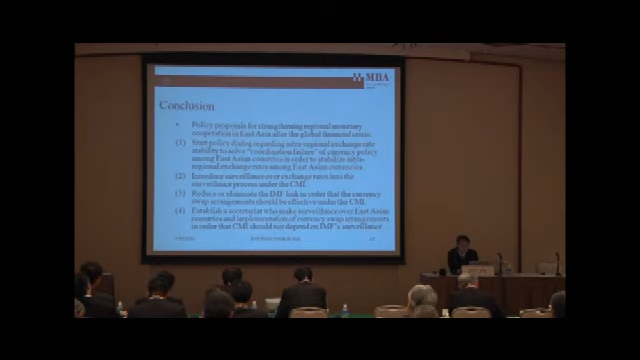 MBA
Conclusion
• Policy proposals for strengthening regional monetary
cooperation in East Asia after the global financial crisis.
(1) Start policy dialog regarding intra-regional exchange rate
stability to solve "coordination failure" of currency policy
among East Asian countries in order to stabilize intra-
regional exchange rates among East Asian currencies
(2) Introduce surveillance over exchange rates into the
surveillance process under the CMI.
(3) Reduce or eliminate the IMF link in order that the currency
swap arrangements should be effective under the CMI.
(4) Establish a secretariat who make surveillance over East Asian
countries and implementation of currency swap arrangements
in order that CMI should not depend on IMF's surveillance